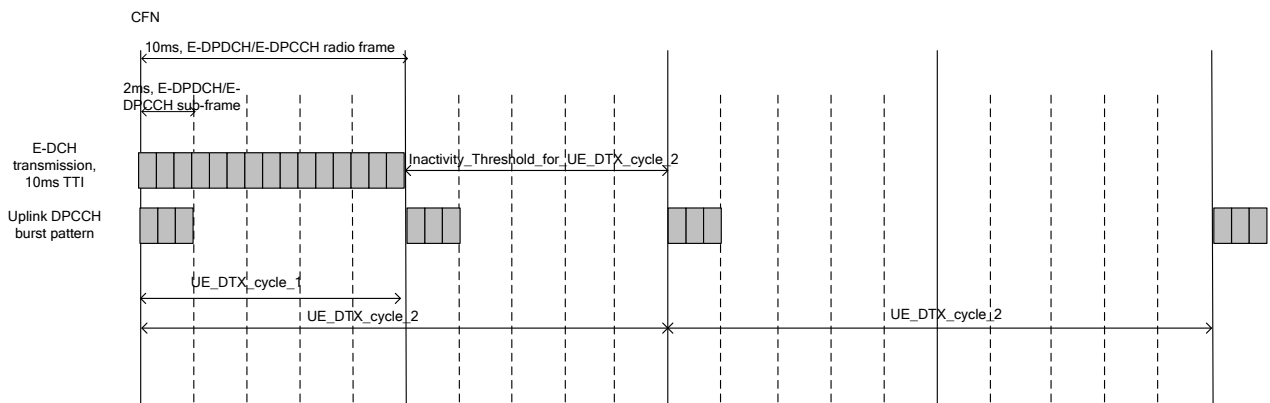 CFN
10ms, E-DPDCH/E-DPCCH radio frame
2ms, E-DPDCH/E-
DPCCH sub-frame
E-DCH
transmission,
10ms TTI
Inactivity_Threshold_for_UE_DTX_cycle_2
Uplink DPCCH
burst pattern
UE_DTX_cycle_1
UE_DTX_cycle_2
UE_DTX_cycle_2